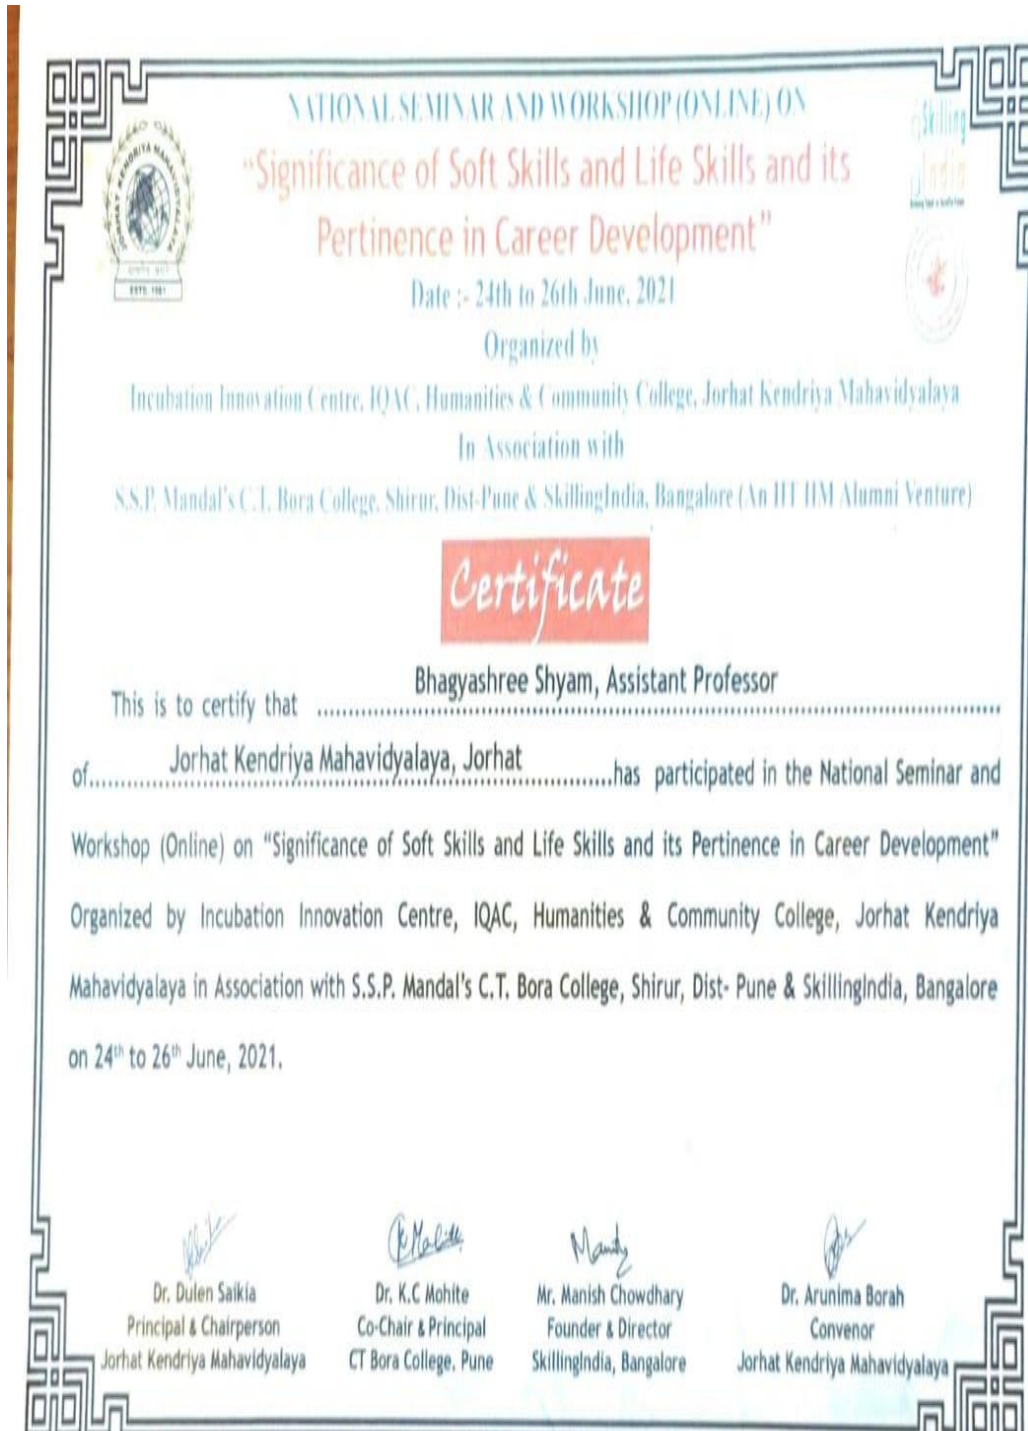 NATIONAL SEMINAR AND WORKSHOP (ONLINE) ON
"Significance of Soft Skills and Life Skills and its
Pertinence in Career Development"
Date :- 24th to 26th June, 2021
Organized by
Incubation Innovation Centre, IQAC, Humanities & Community College, Jorhat Kendriya Mahavidyalaya
In Association with
S.S.P. Mandal's C.T. Bora College, Shirur, Dist-Pune & SkillingIndia, Bangalore (An IIT IIM Alumni Venture)
JORHAT KENDRIYA MAHAVIDYALAYA
ESTD. 1981
Skilling
India
Certificate
This is to certify that Bhagyashree Shyam, Assistant Professor
of Jorhat Kendriya Mahavidyalaya, Jorhat has participated in the National Seminar and
Workshop (Online) on "Significance of Soft Skills and Life Skills and its Pertinence in Career Development"
Organized by Incubation Innovation Centre, IQAC, Humanities & Community College, Jorhat Kendriya
Mahavidyalaya in Association with S.S.P. Mandal's C.T. Bora College, Shirur, Dist- Pune & SkillingIndia, Bangalore
on 24th to 26th June, 2021.
Dr. Dulen Saikia
Principal & Chairperson
Jorhat Kendriya Mahavidyalaya
Dr. K.C Mohite
Co-Chair & Principal
CT Bora College, Pune
Mr. Manish Chowdhary
Founder & Director
SkillingIndia, Bangalore
Dr. Arunima Borah
Convenor
Jorhat Kendriya Mahavidyalaya